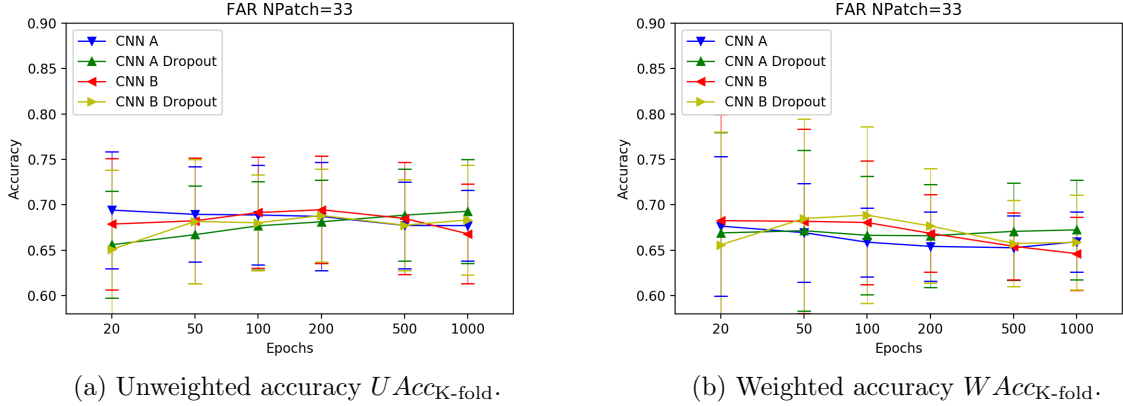 FAR NPatch=33
0.90
0.85
0.80
0.75
0.70
0.65
0.60
Accuracy
CNN A
CNN A Dropout
CNN B
CNN B Dropout
20
50
100
200
500
1000
Epochs
(a) Unweighted accuracy UAcc_K-fold.
FAR NPatch=33
0.90
0.85
0.80
0.75
0.70
0.65
0.60
Accuracy
CNN A
CNN A Dropout
CNN B
CNN B Dropout
20
50
100
200
500
1000
Epochs
(b) Weighted accuracy WAcc_K-fold.